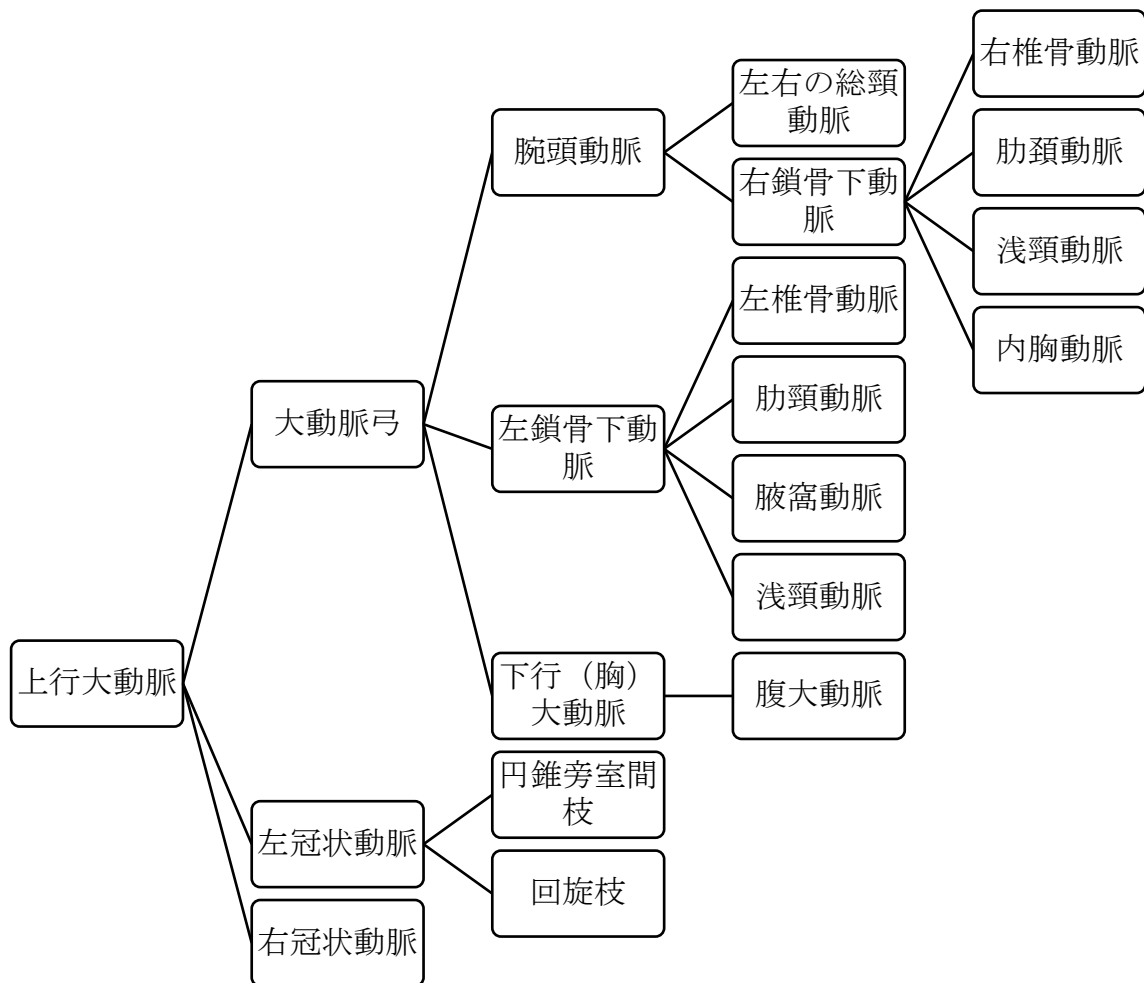 右椎骨動脈
左右の総頸
動脈
腕頭動脈
肋頚動脈
右鎖骨下動
脈
浅頸動脈
左椎骨動脈
内胸動脈
肋頸動脈
大動脈弓
左鎖骨下動
脈
腋窩動脈
浅頸動脈
上行大動脈
下行（胸）
大動脈
腹大動脈
円錐旁室間
枝
左冠状動脈
回旋枝
右冠状動脈